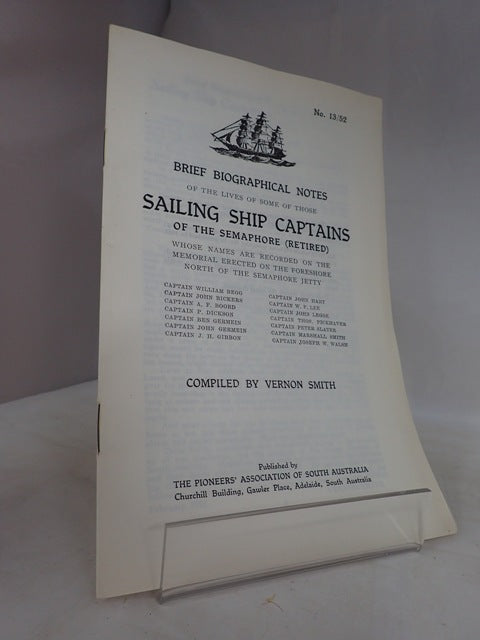 No. 13/52
BRIEF BIOGRAPHICAL NOTES
OF THE LIVES OF SOME OF THOSE
SAILING SHIP CAPTAINS
OF THE SEMAPHORE (RETIRED)
WHOSE NAMES ARE RECORDED ON THE
MEMORIAL ERECTED ON THE FORESHORE
NORTH OF THE SEMAPHORE JETTY
CAPTAIN WILLIAM BEGG
CAPTAIN JOHN BICKERS
CAPTAIN A. F. BOORD
CAPTAIN P. DICKSON
CAPTAIN BEN GERMEIN
CAPTAIN JOHN GERMEIN
CAPTAIN J. H. GIBBON
CAPTAIN JOHN HART
CAPTAIN W. P. LEE
CAPTAIN JOHN LEGOE
CAPTAIN THOS. PICKHAVER
CAPTAIN PETER SLATER
CAPTAIN MARSHALL SMITH
CAPTAIN JOSEPH W. WALSH
COMPILED BY VERNON SMITH
Published by
THE PIONEERS' ASSOCIATION OF SOUTH AUSTRALIA
Churchill Building, Gawler Place, Adelaide, South Australia